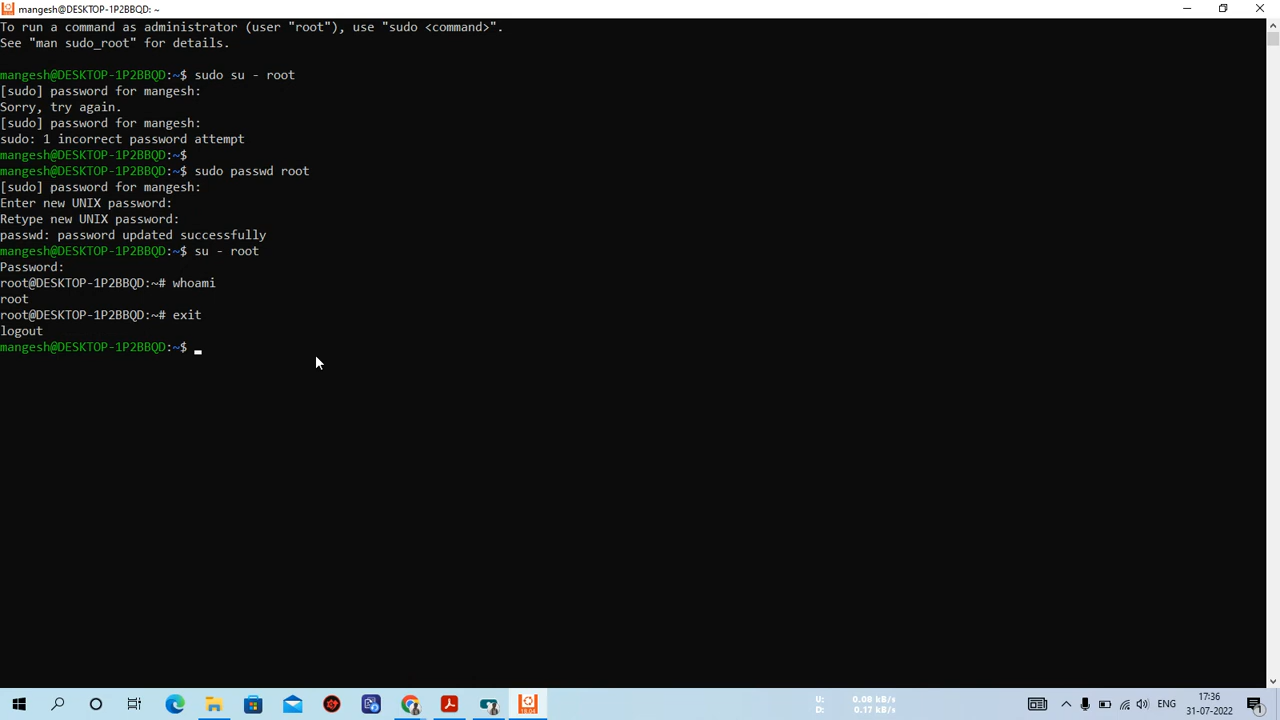 mangesh@DESKTOP-1P2BBQD: ~
To run a command as administrator (user "root"), use "sudo <command>".
See "man sudo_root" for details.
mangesh@DESKTOP-1P2BBQD:~$ sudo su - root
[sudo] password for mangesh:
Sorry, try again.
[sudo] password for mangesh:
sudo: 1 incorrect password attempt
mangesh@DESKTOP-1P2BBQD:~$
mangesh@DESKTOP-1P2BBQD:~$ sudo passwd root
[sudo] password for mangesh:
Enter new UNIX password:
Retype new UNIX password:
passwd: password updated successfully
mangesh@DESKTOP-1P2BBQD:~$ su - root
Password:
root@DESKTOP-1P2BBQD:~# whoami
root
root@DESKTOP-1P2BBQD:~# exit
logout
mangesh@DESKTOP-1P2BBQD:~$
18.04
U: 0.08 kB/s
D: 0.17 kB/s
ENG
17:36
31-07-2022
1